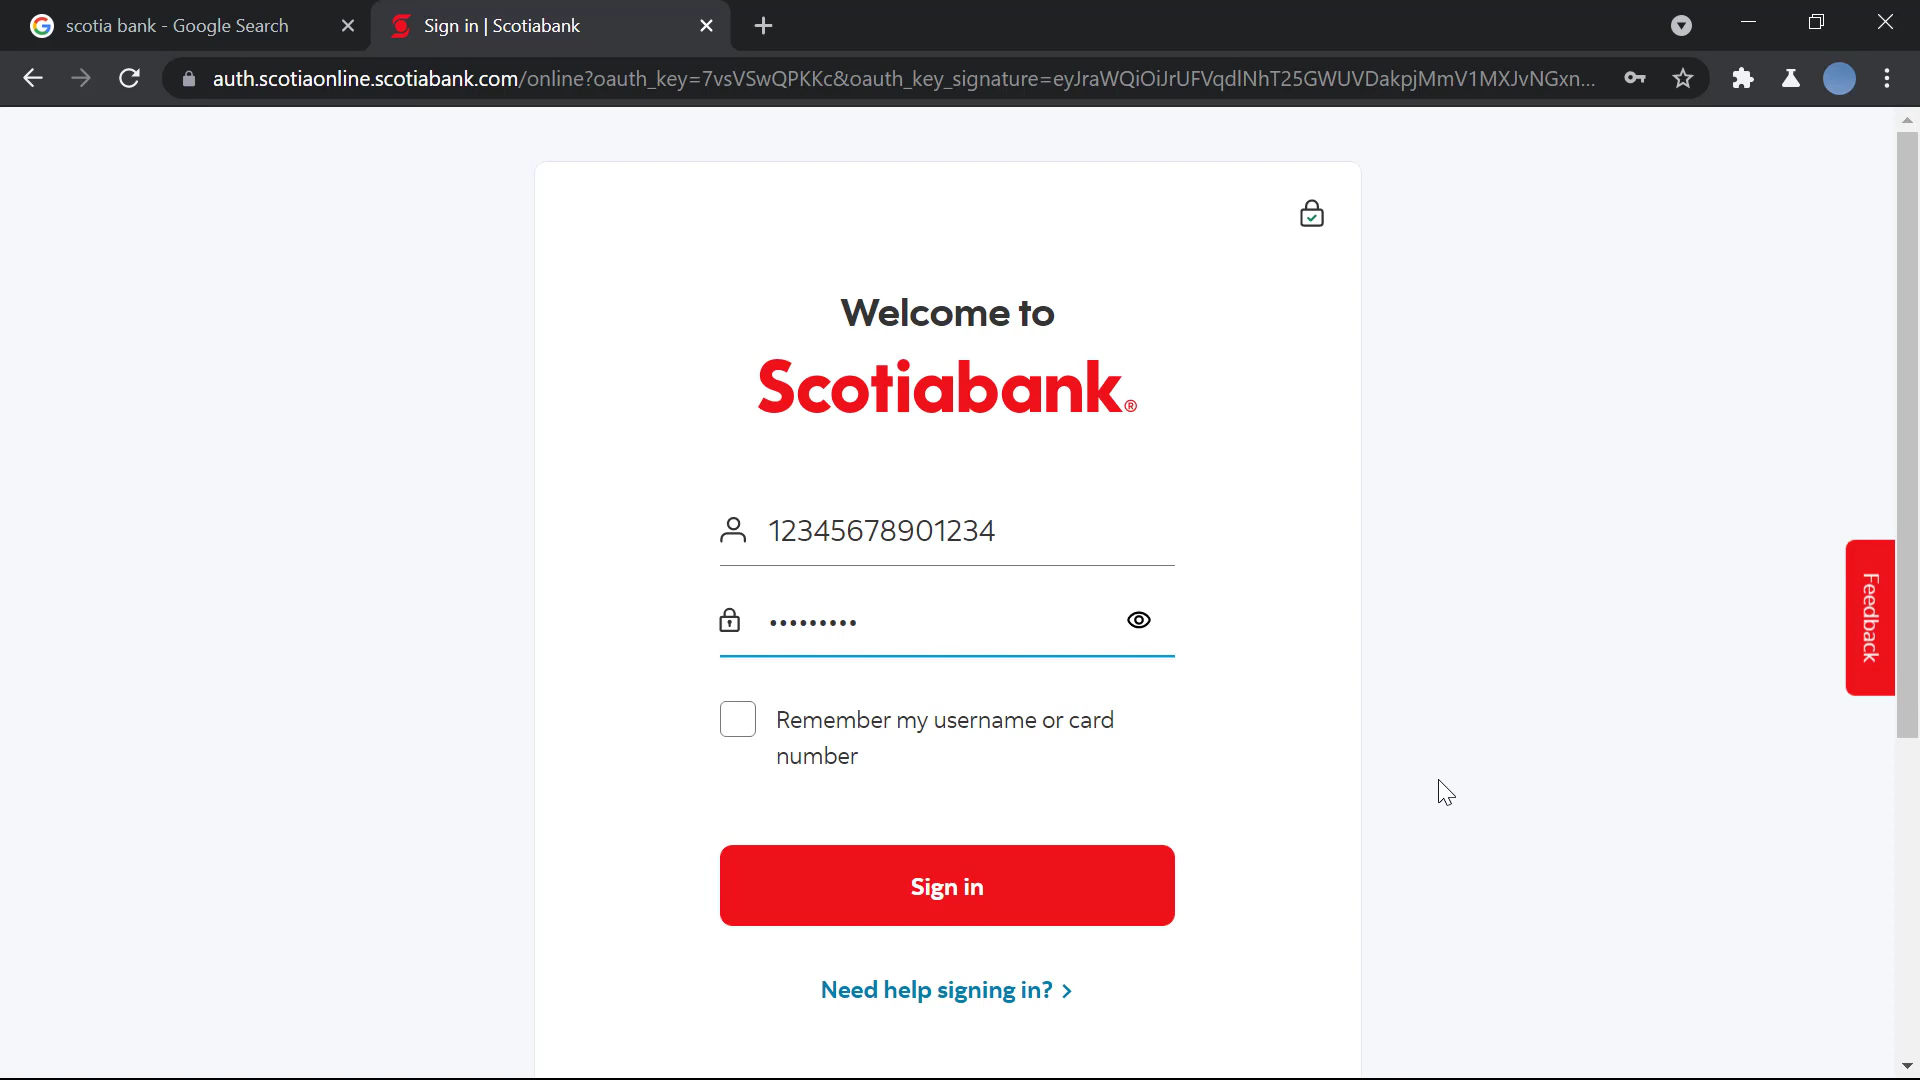 scotia bank - Google Search
Sign in | Scotiabank
auth.scotiaonline.scotiabank.com/online?oauth_key=7vsVSwQPKKc&oauth_key_signature=eyJraWQiOiJrUFVqdlNhT25GWUVDakpjMmV1MXJvNGxn...
Welcome to
Scotiabank®
12345678901234
•••••••••
Remember my username or card
number
Sign in
Need help signing in? >
Feedback